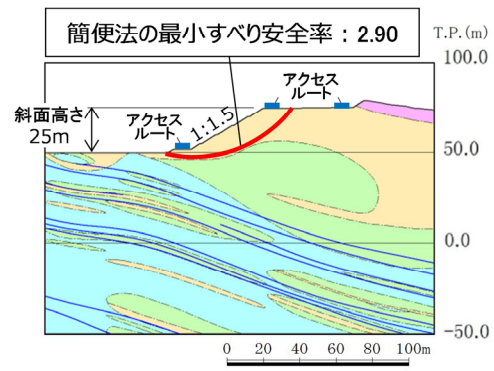 簡便法の最小すべり安全率：2.90
T.P.(m)
100.0
アクセス
ルート
斜面高さ
25m
アクセス
ルート
1:1.5
50.0
0.0
-50.0
0 20 40 60 80 100m